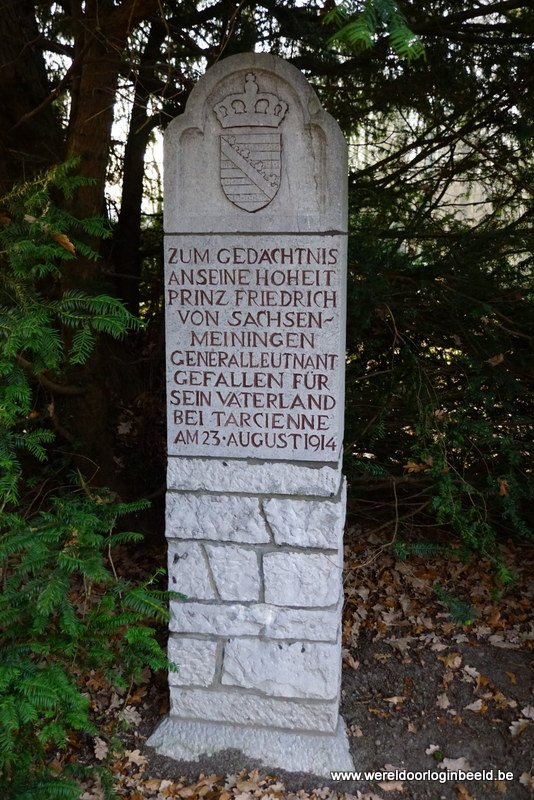 ZUM GEDÄCHTNIS
AN SEINE HOHEIT
PRINZ FRIEDRICH
VON SACHSEN-
MEININGEN
GENERALLEUTNANT
GEFALLEN FÜR
SEIN VATERLAND
BEI TARCIENNE
AM 23·AUGUST 1914
www.wereldoorloginbeeld.be